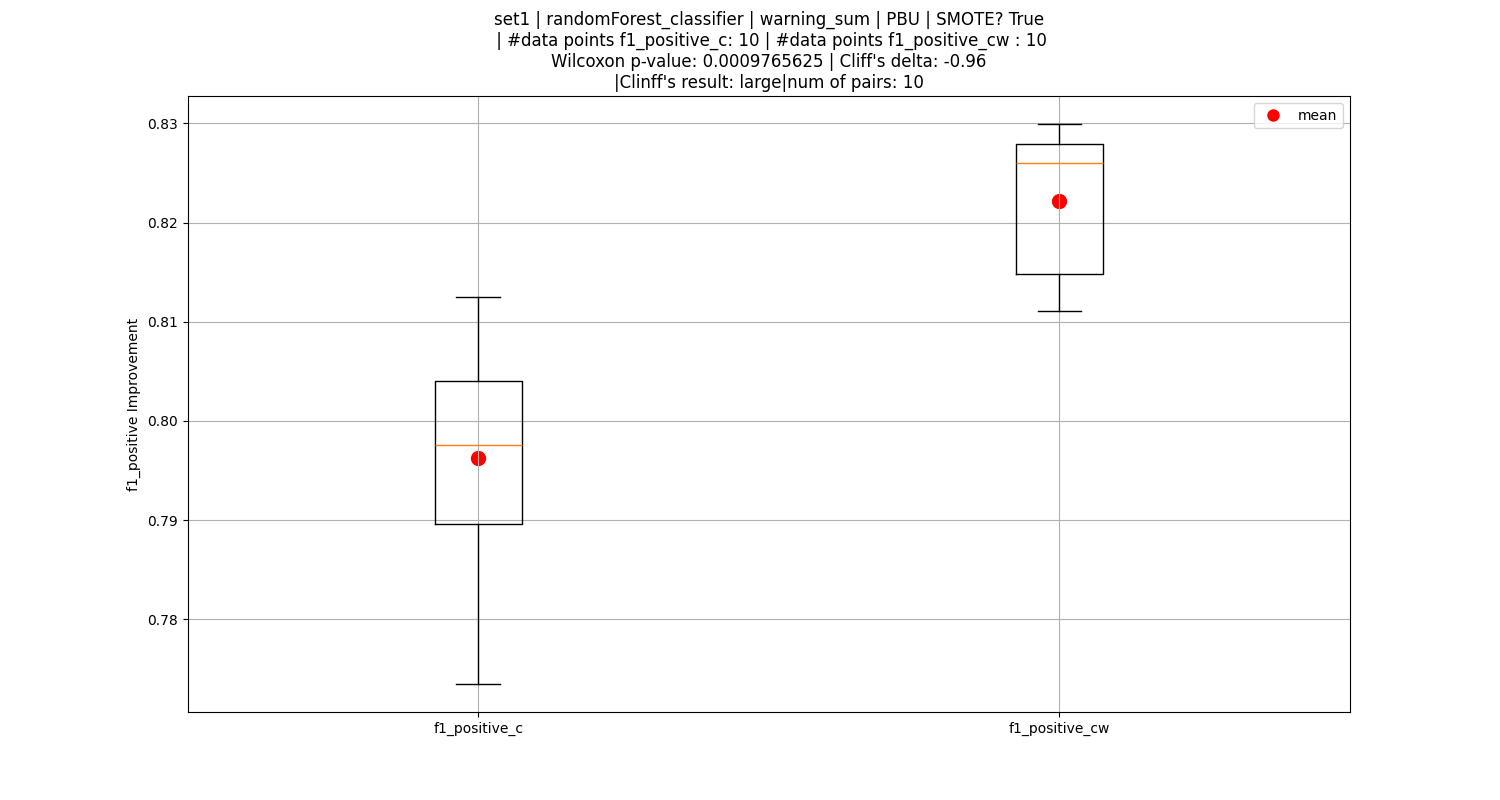 set1 | randomForest_classifier | warning_sum | PBU | SMOTE? True
| #data points f1_positive_c: 10 | #data points f1_positive_cw : 10
Wilcoxon p-value: 0.0009765625 | Cliff's delta: -0.96
|Clinff's result: large|num of pairs: 10
mean
f1_positive Improvement
0.83
0.82
0.81
0.80
0.79
0.78
f1_positive_c
f1_positive_cw